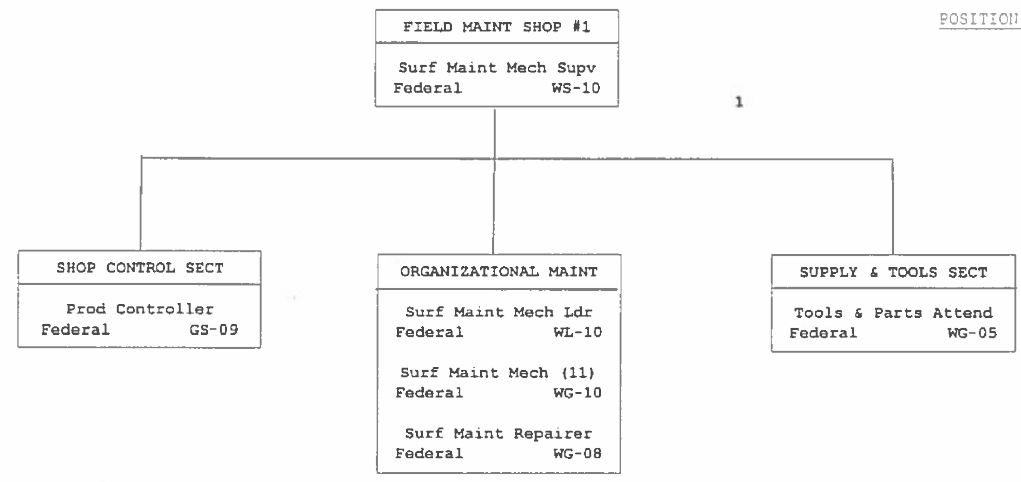 POSITION
FIELD MAINT SHOP #1
Surf Maint Mech Supv
Federal WS-10
1
SHOP CONTROL SECT
Prod Controller
Federal GS-09
ORGANIZATIONAL MAINT
Surf Maint Mech Ldr
Federal WL-10
Surf Maint Mech (11)
Federal WG-10
Surf Maint Repairer
Federal WG-08
SUPPLY & TOOLS SECT
Tools & Parts Attend
Federal WG-05